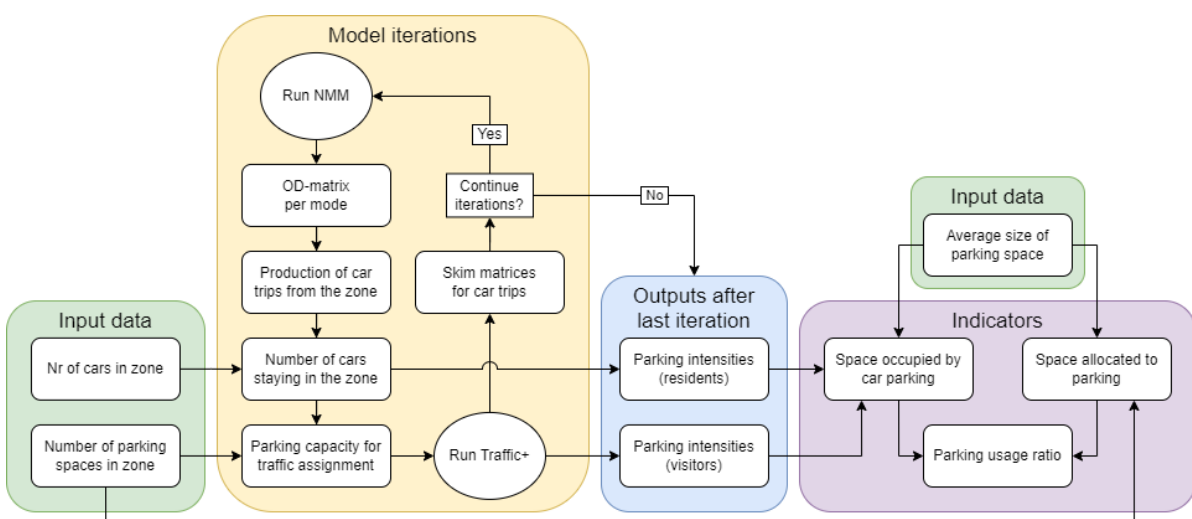 Model iterations
Run NMM
Yes
OD-matrix
per mode
Continue
iterations?
No
Input data
Average size of
parking space
Production of car
trips from the zone
Skim matrices
for car trips
Input data
Outputs after
last iteration
Indicators
Nr of cars in zone
Number of cars
staying in the zone
Parking intensities
(residents)
Space occupied by
car parking
Space allocated to
parking
Number of parking
spaces in zone
Parking capacity for
traffic assignment
Run Traffic+
Parking intensities
(visitors)
Parking usage ratio